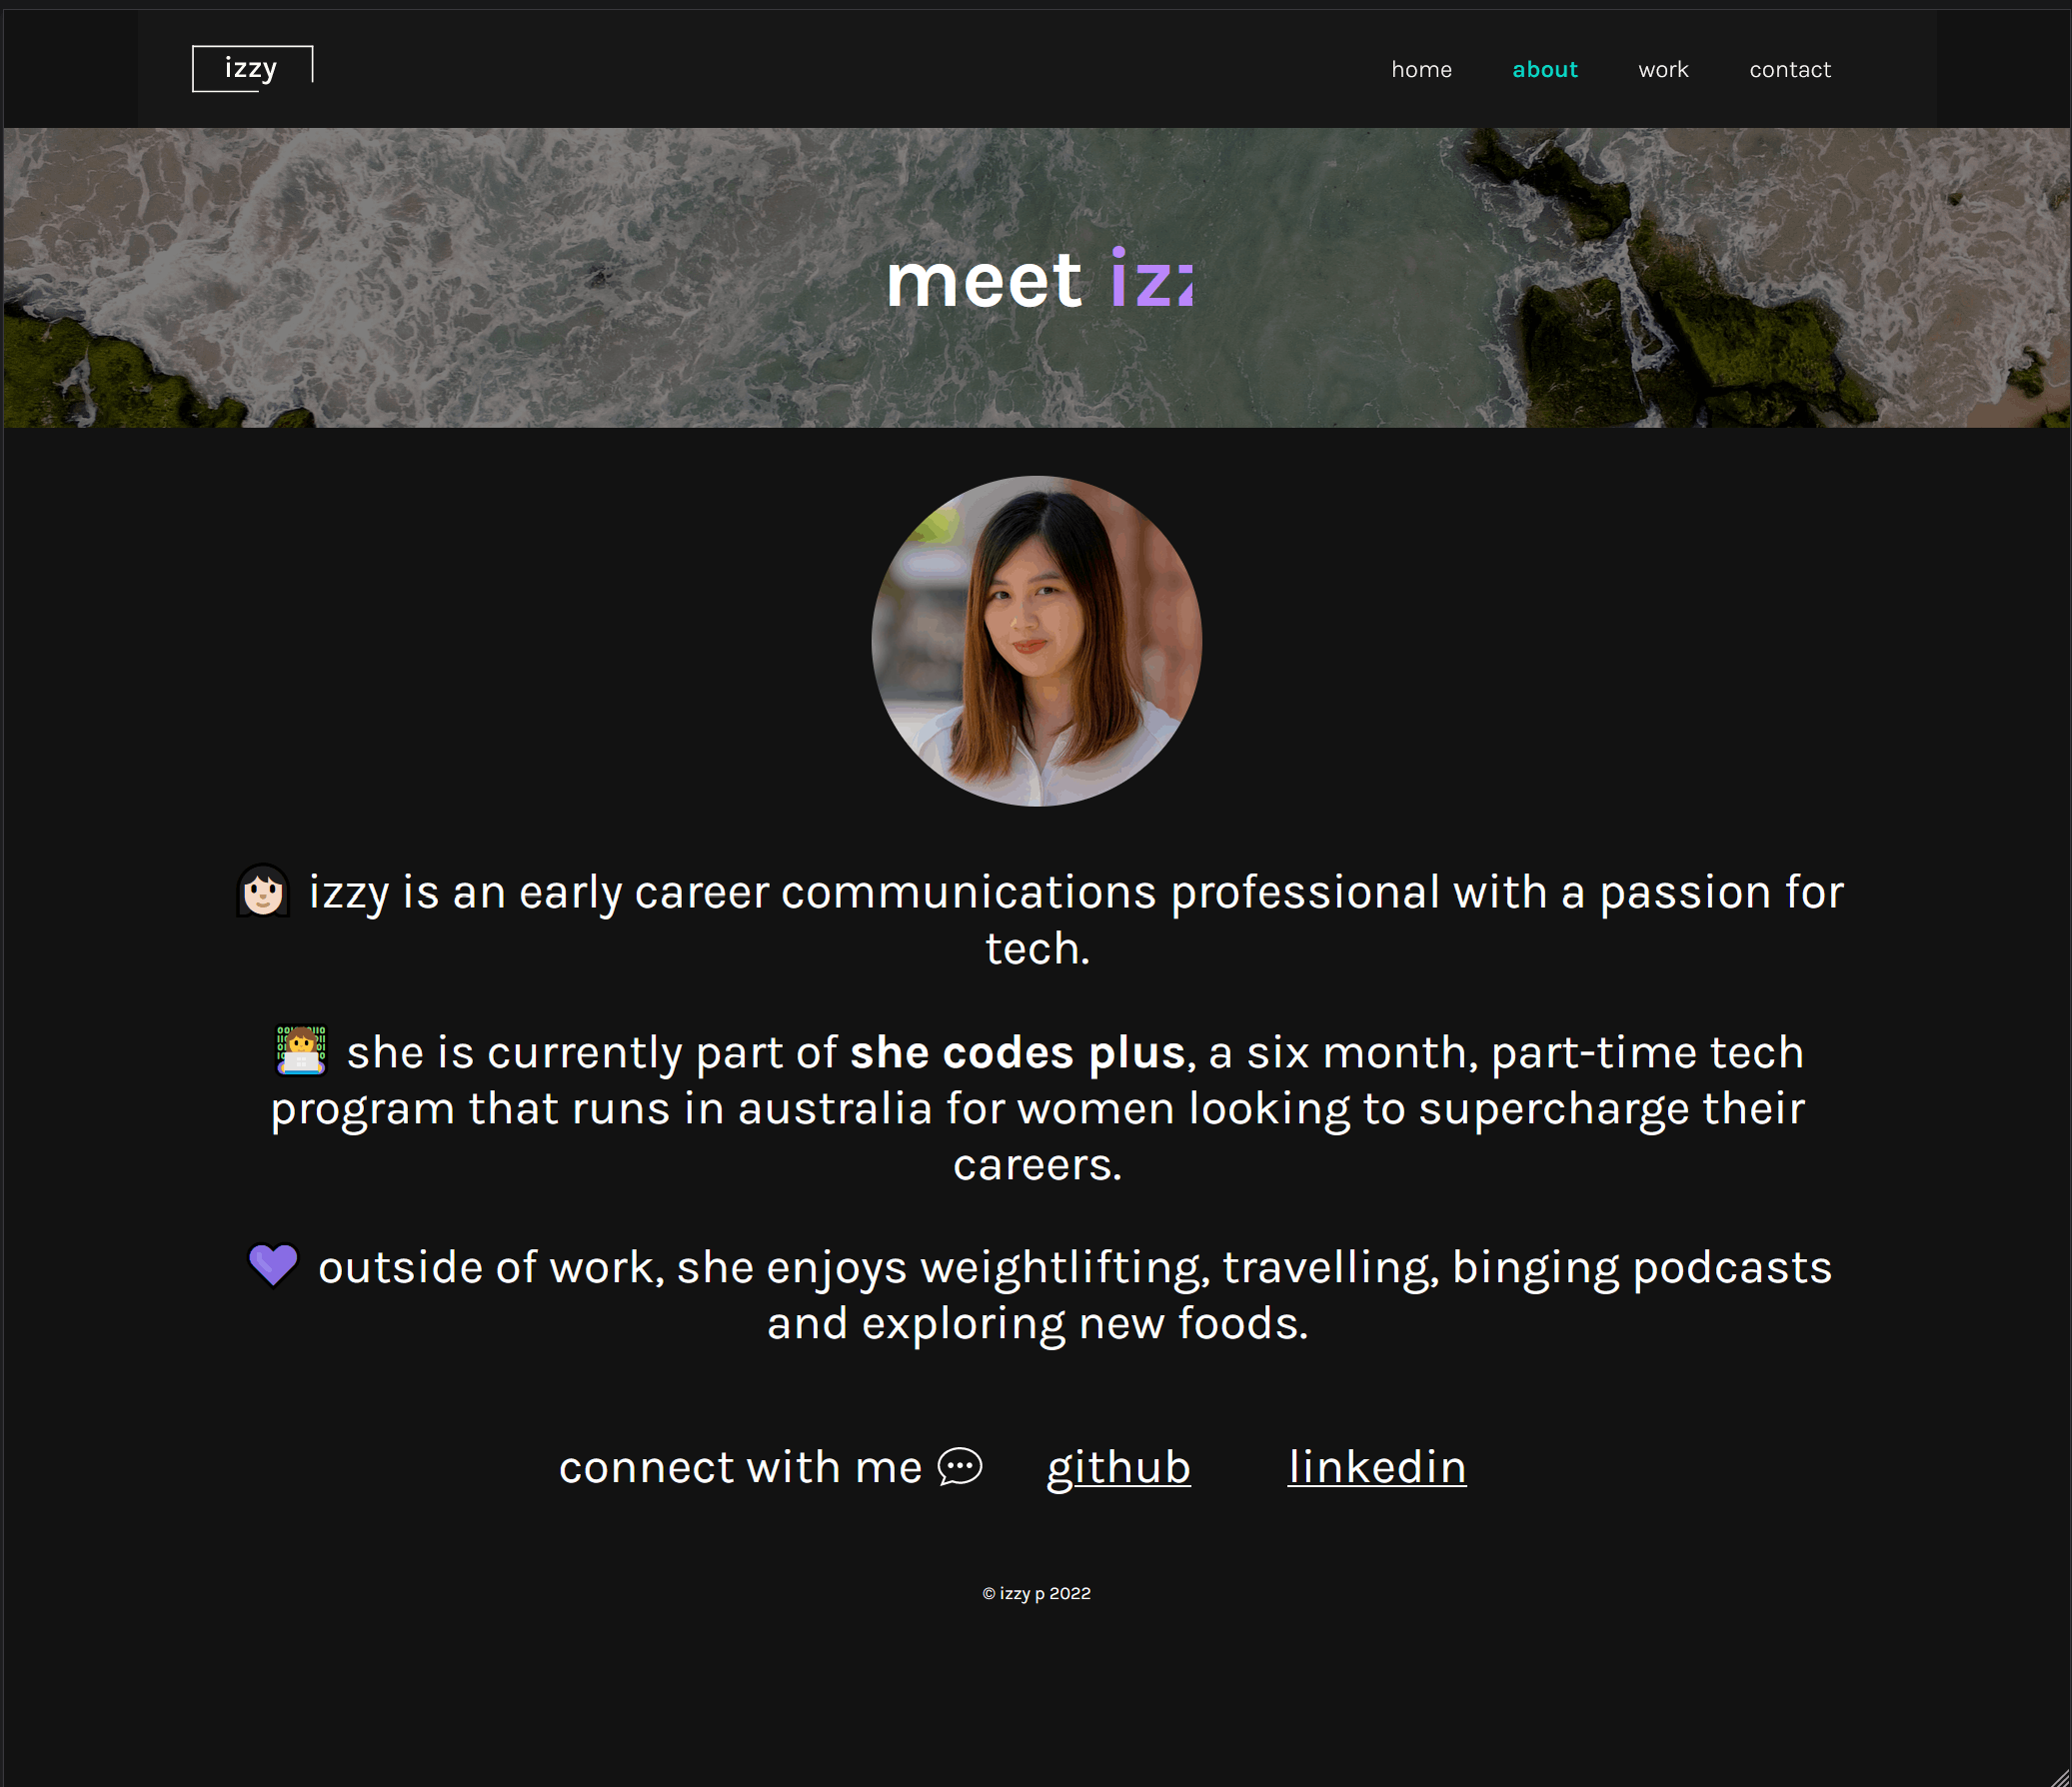 izzy
home about work contact
meet iz
izzy is an early career communications professional with a passion for
tech.
she is currently part of she codes plus, a six month, part-time tech
program that runs in australia for women looking to supercharge their
careers.
outside of work, she enjoys weightlifting, travelling, binging podcasts
and exploring new foods.
connect with me github linkedin
© izzy p 2022